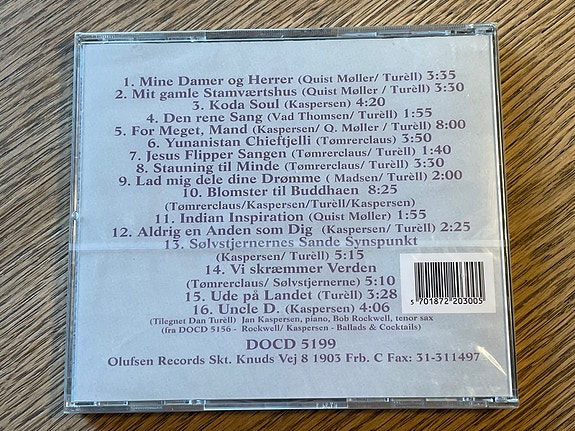 1. Mine Damer og Herrer (Quist Møller/ Turèll) 3:35
2. Mit gamle Stamværtshus (Quist Møller/ Turèll) 3:30
3. Koda Soul (Kaspersen) 4:20
4. Den rene Sang (Vad Thomsen/ Turèll) 1:55
5. For Meget, Mand (Kaspersen/ Q. Møller / Turèll) 8:00
6. Yunanistan Chieftjelli (Tømrerclaus) 3:50
7. Jesus Flipper Sangen (Tømrerclaus/ Turèll) 1:40
8. Stauning til Minde (Tømrerclaus/ Turèll) 3:30
9. Lad mig dele dine Drømme ( Madsen/ Turèll) 2:00
10. Blomster til Buddhaen 8:25
(Tømrerclaus/Kaspersen/Turèll/Kaspersen)
11. Indian Inspiration (Quist Møller) 1:55
12. Aldrig en Anden som Dig (Kaspersen/ Turèll) 2:25
13. Sølvstjernernes Sande Synspunkt
(Kaspersen/ Turèll) 5:15
14. Vi skræmmer Verden
(Tømrerclaus/ Sølvstjernerne) 5:10
15. Ude på Landet (Turèll) 3:28
16. Uncle D. (Kaspersen) 4:06
(Tilegnet Dan Turèll) Jan Kaspersen, piano, Bob Rockwell, tenor sax
(fra DOCD 5156 - Rockwell/ Kaspersen - Ballads & Cocktails)
DOCD 5199
Olufsen Records Skt. Knuds Vej 8 1903 Frb. C Fax: 31-311497
5 701872 203005